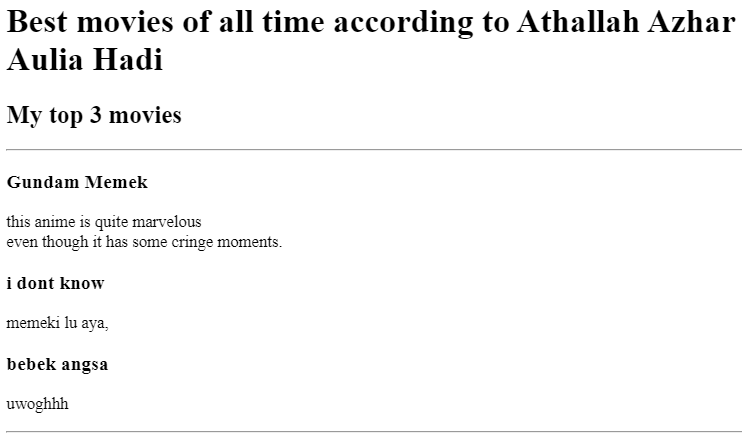 Best movies of all time according to Athallah Azhar
Aulia Hadi
My top 3 movies
Gundam Memek
this anime is quite marvelous
even though it has some cringe moments.
i dont know
memeki lu aya,
bebek angsa
uwoghhh